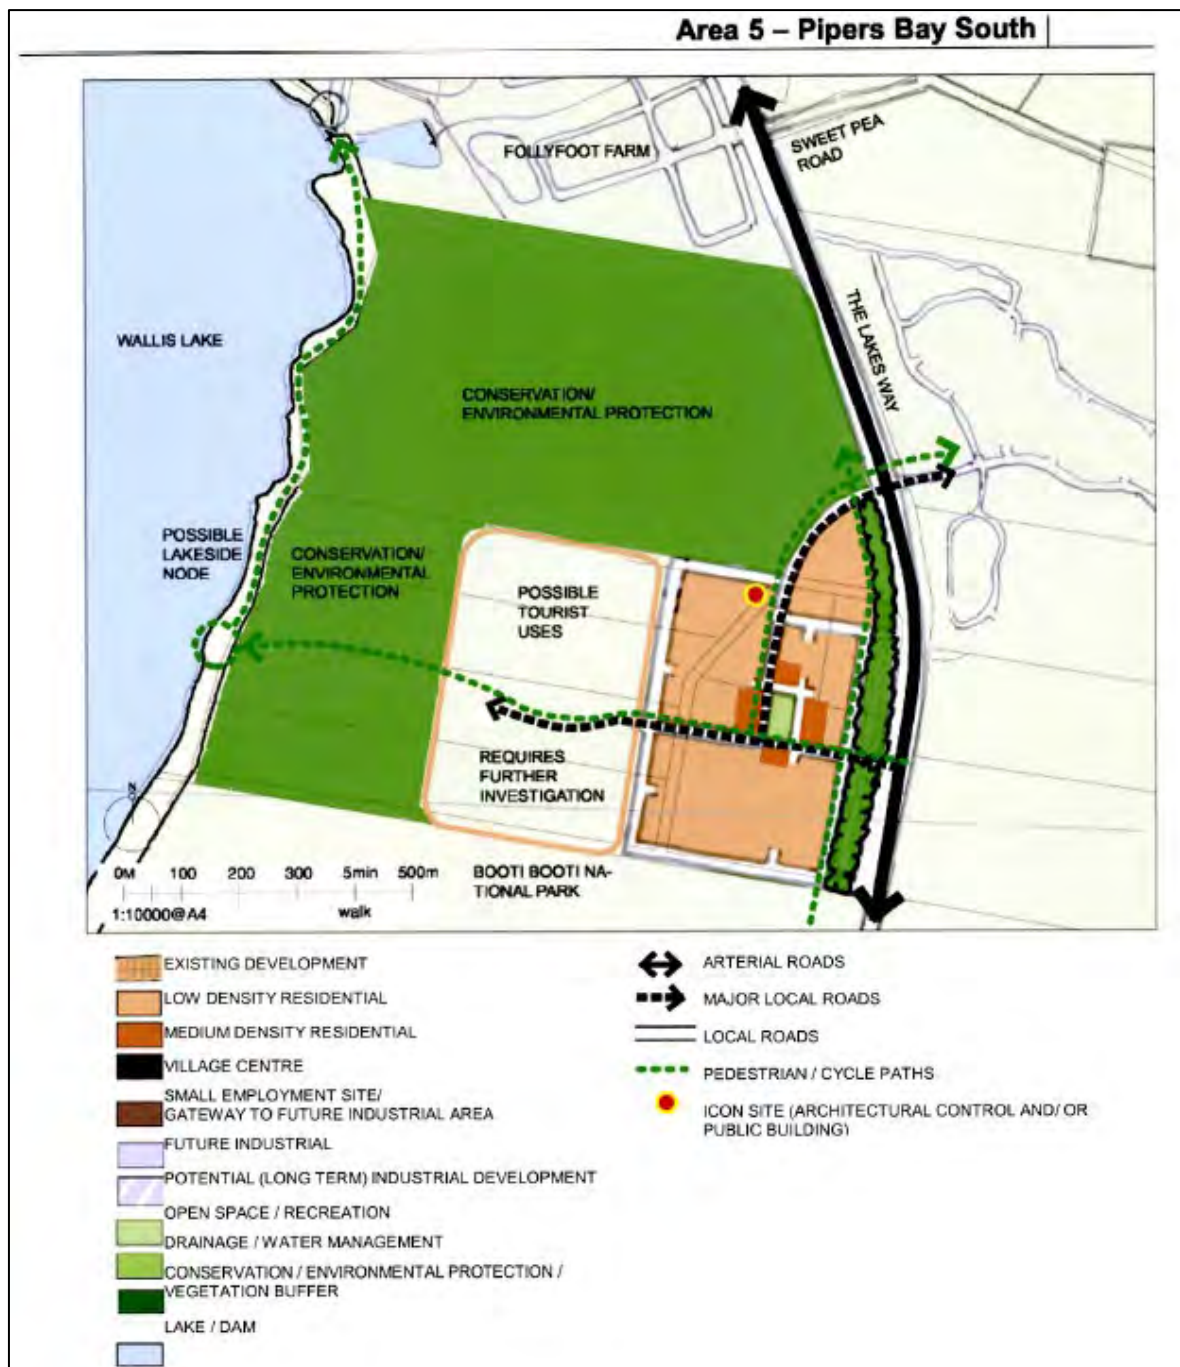 Area 5 – Pipers Bay South
FOLLYFOOT FARM
SWEET PEA
ROAD
WALLIS LAKE
THE LAKES WAY
CONSERVATION/
ENVIRONMENTAL PROTECTION
POSSIBLE
LAKESIDE
NODE
CONSERVATION/
ENVIRONMENTAL
PROTECTION
POSSIBLE
TOURIST
USES
REQUIRES
FURTHER
INVESTIGATION
BOOTI BOOTI NA-
TIONAL PARK
0M 100 200 300 5min 500m
1:10000@A4 walk
EXISTING DEVELOPMENT
LOW DENSITY RESIDENTIAL
MEDIUM DENSITY RESIDENTIAL
VILLAGE CENTRE
SMALL EMPLOYMENT SITE/
GATEWAY TO FUTURE INDUSTRIAL AREA
FUTURE INDUSTRIAL
POTENTIAL (LONG TERM) INDUSTRIAL DEVELOPMENT
OPEN SPACE / RECREATION
DRAINAGE / WATER MANAGEMENT
CONSERVATION / ENVIRONMENTAL PROTECTION /
VEGETATION BUFFER
LAKE / DAM
ARTERIAL ROADS
MAJOR LOCAL ROADS
LOCAL ROADS
PEDESTRIAN / CYCLE PATHS
ICON SITE (ARCHITECTURAL CONTROL AND/ OR
PUBLIC BUILDING)